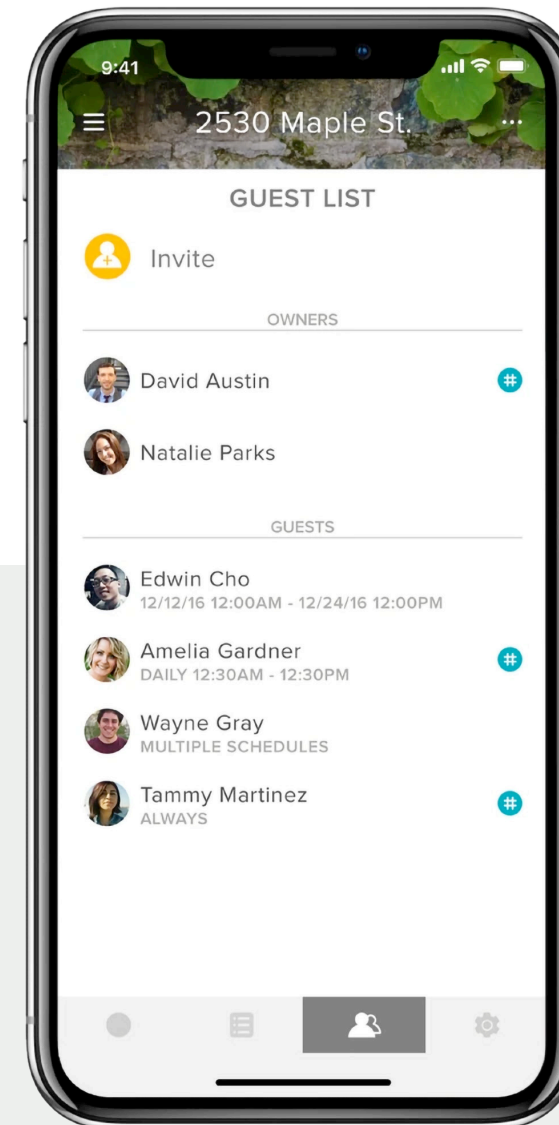 9:41
2530 Maple St.
GUEST LIST
Invite
OWNERS
David Austin
#
Natalie Parks
GUESTS
Edwin Cho
12/12/16 12:00AM - 12/24/16 12:00PM
Amelia Gardner
#
DAILY 12:30AM - 12:30PM
Wayne Gray
MULTIPLE SCHEDULES
Tammy Martinez
#
ALWAYS